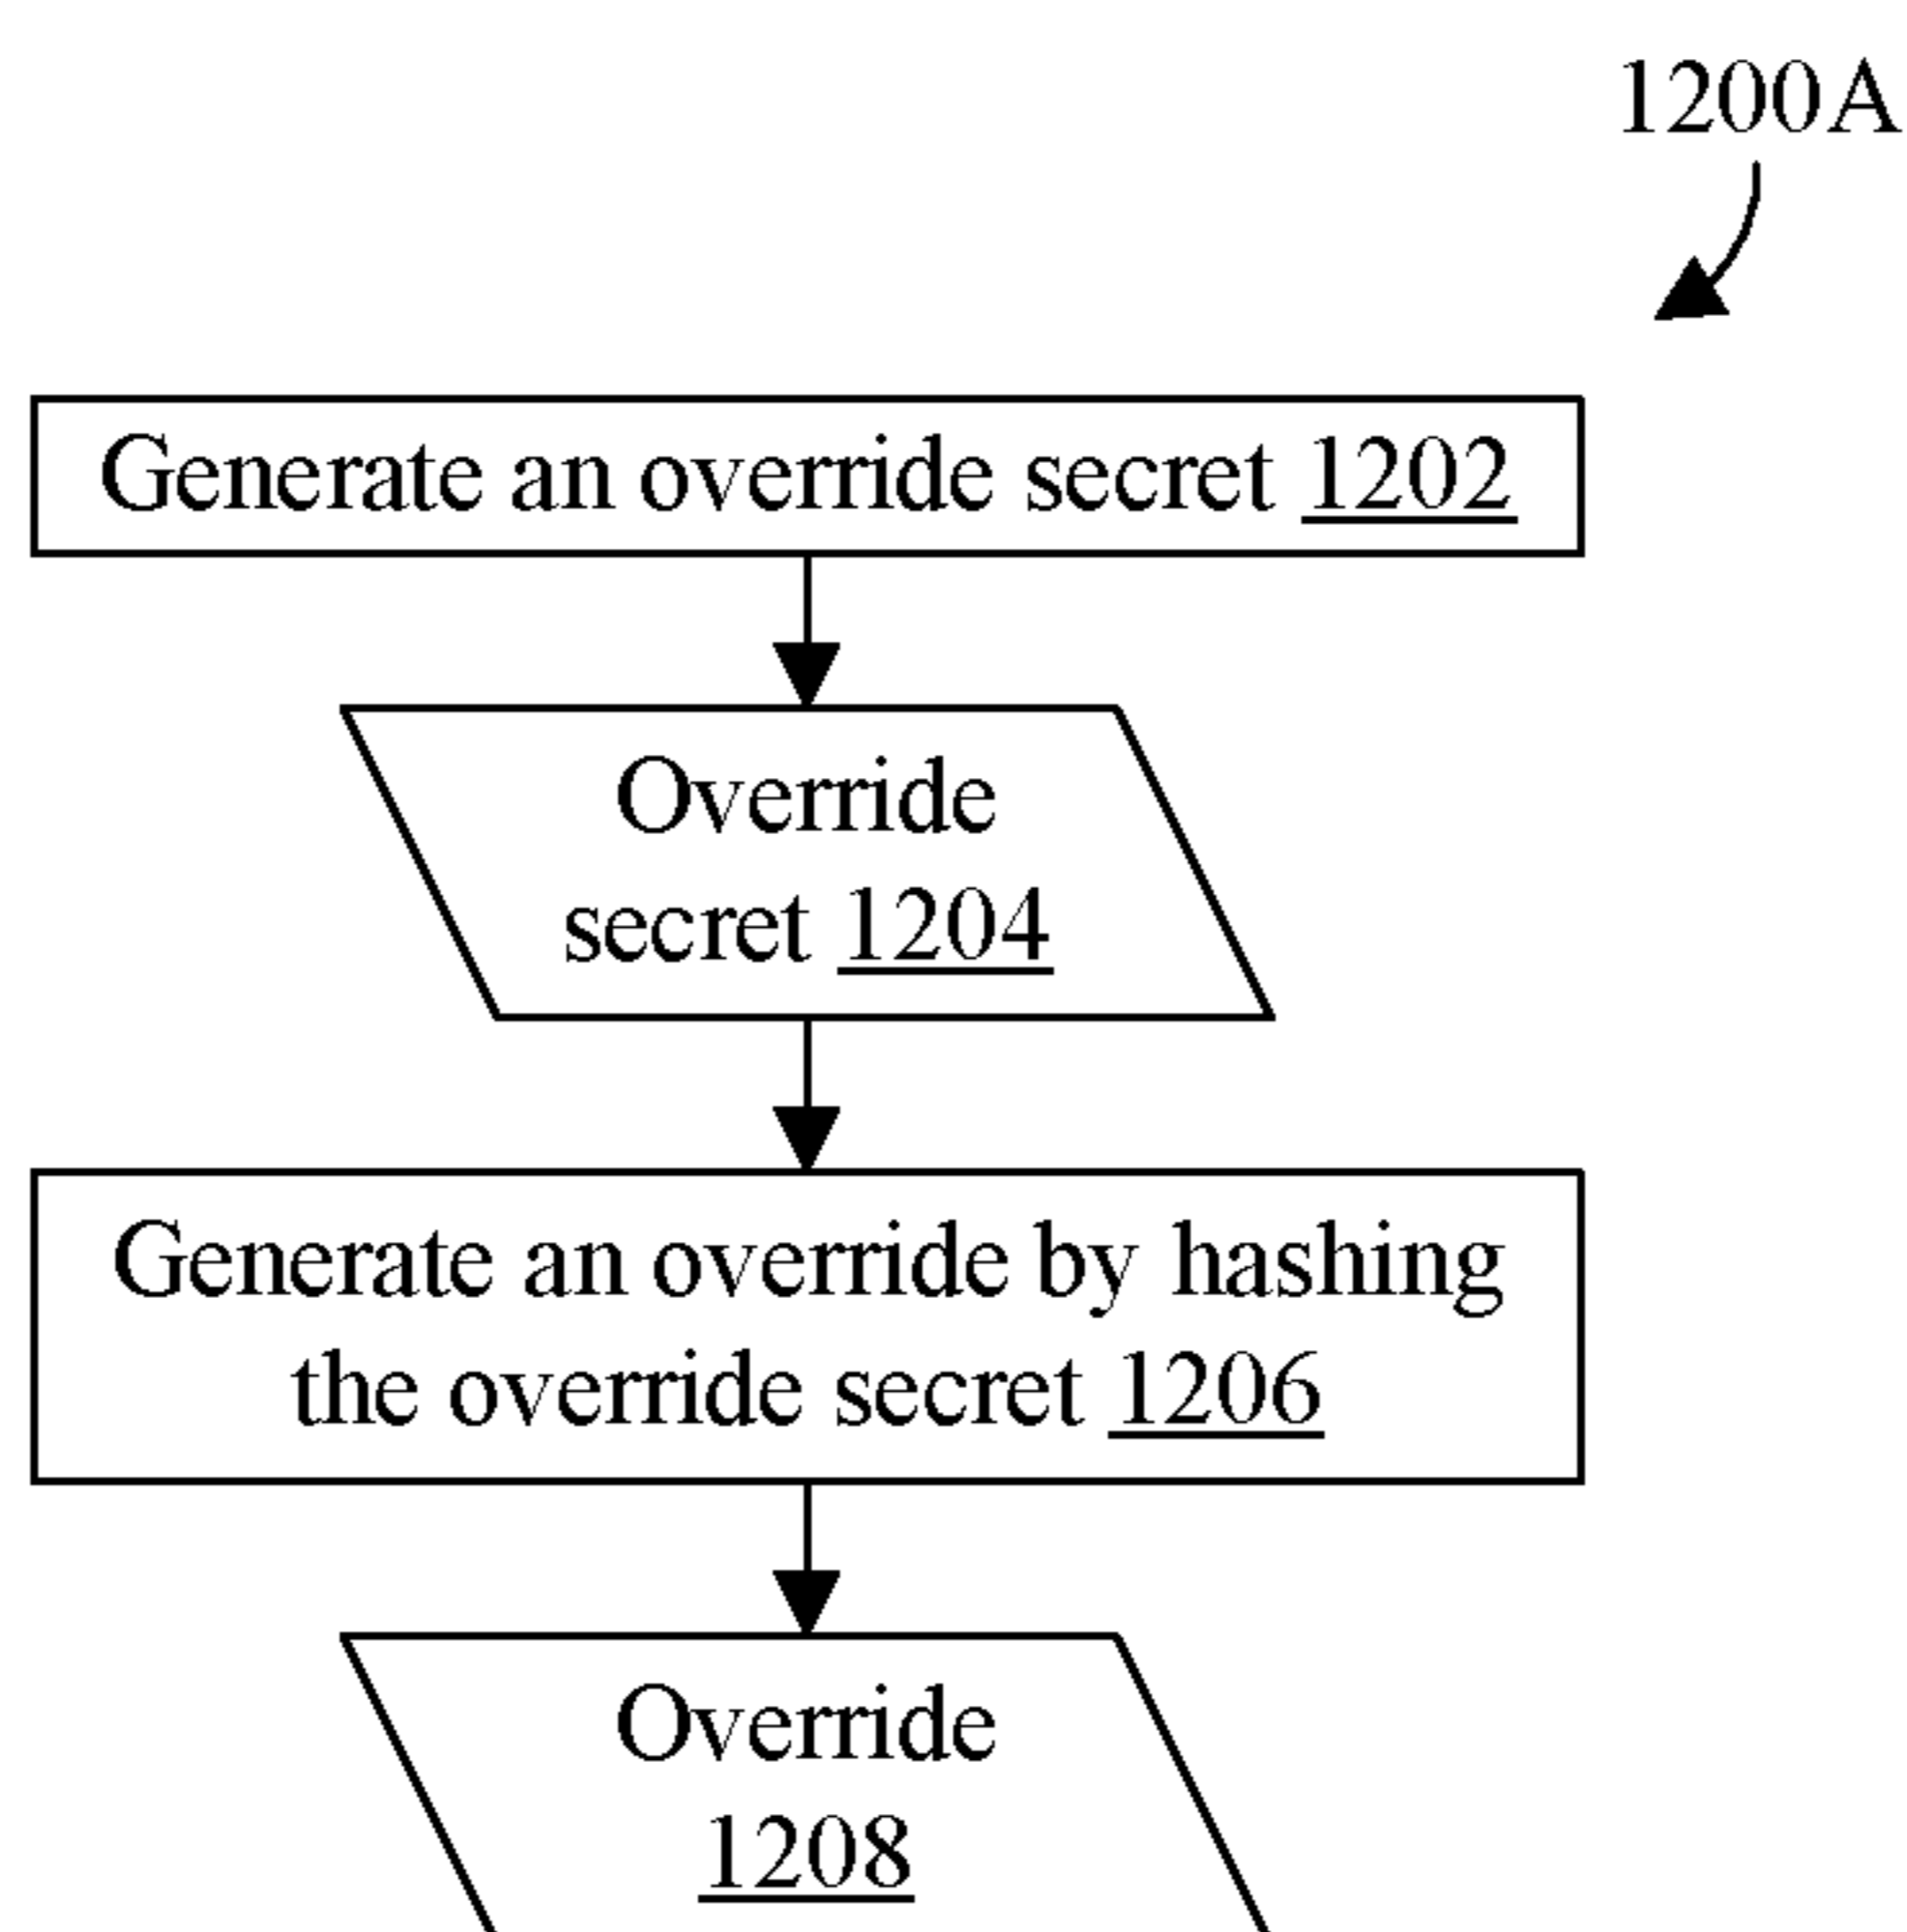 1200A
Generate an override secret 1202
Override
secret 1204
Generate an override by hashing
the override secret 1206
Override
1208